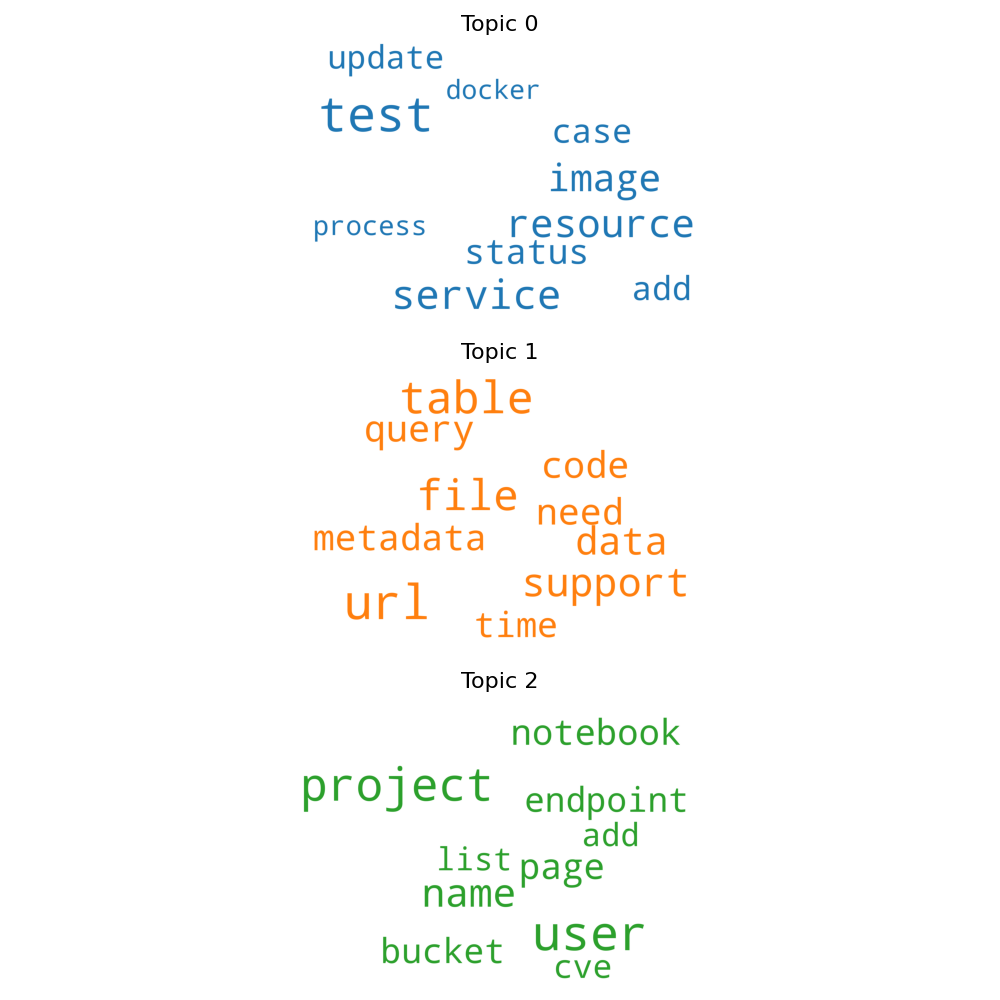 Topic 0
update
docker
test
case
image
process
resource
status
service
add
Topic 1
table
query
code
file
need
metadata
data
support
url
time
Topic 2
notebook
project
endpoint
add
list
page
name
user
bucket
cve